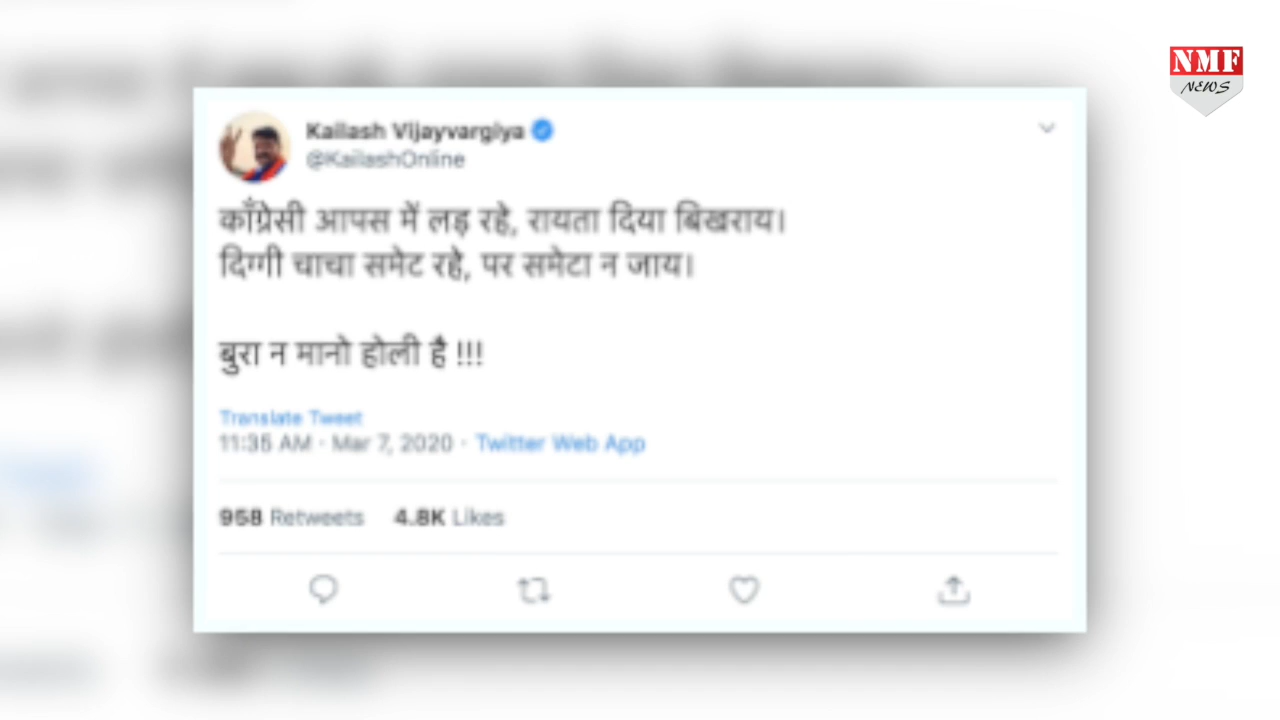 NMF
NEWS
Kailash Vijayvargiya
@KailashOnline
काँग्रेसी आपस में लड़ रहे, रायता दिया बिखराय।
दिग्गी चाचा समेट रहे, पर समेटा न जाय।
बुरा न मानो होली है !!!
Translate Tweet
11:35 AM · Mar 7, 2020 · Twitter Web App
958 Retweets 4.8K Likes